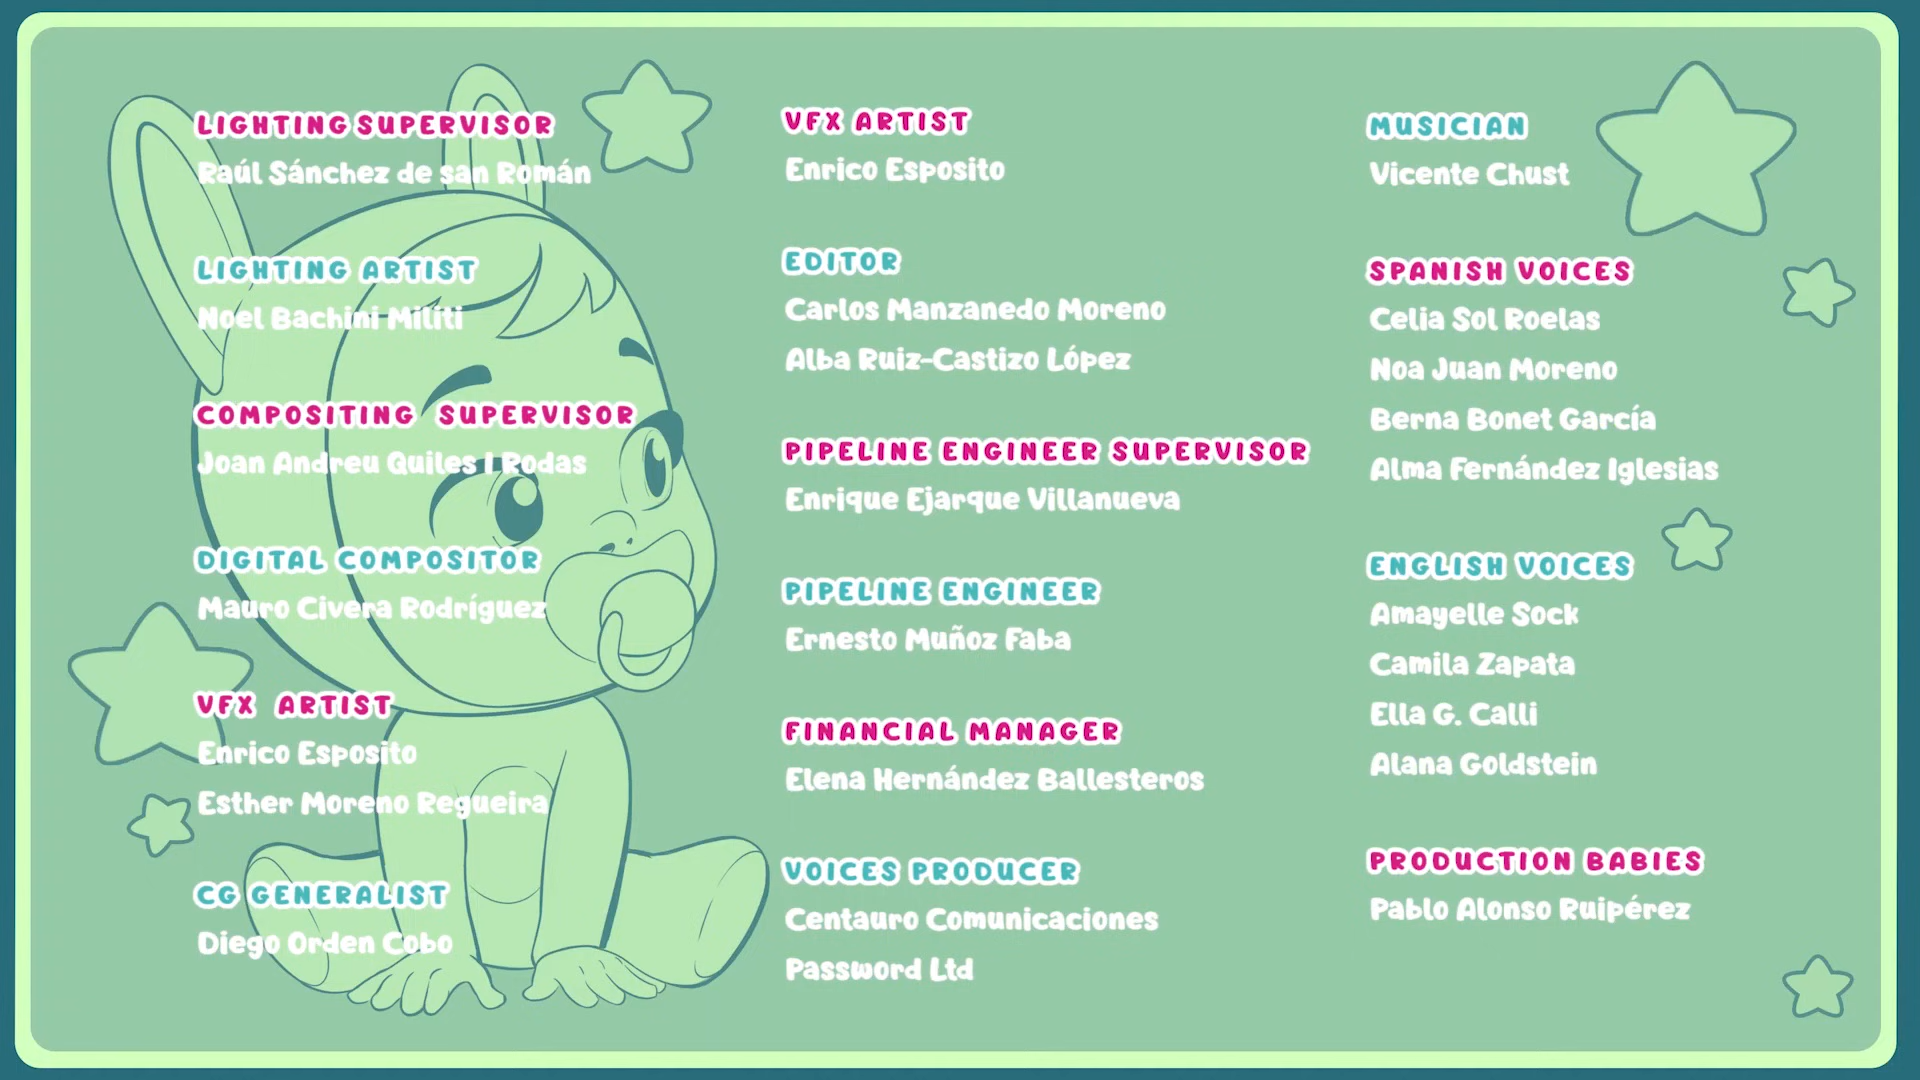 LIGHTING SUPERVISOR
Raúl Sánchez de san Román
LIGHTING ARTIST
Noel Bachini Militi
COMPOSITING SUPERVISOR
Joan Andreu Quiles I Rodas
DIGITAL COMPOSITOR
Mauro Civera Rodríguez
VFX ARTIST
Enrico Esposito
Esther Moreno Regueira
CG GENERALIST
Diego Orden Cobo
VFX ARTIST
Enrico Esposito
EDITOR
Carlos Manzanedo Moreno
Alba Ruiz-Castizo López
PIPELINE ENGINEER SUPERVISOR
Enrique Ejarque Villanueva
PIPELINE ENGINEER
Ernesto Muñoz Faba
FINANCIAL MANAGER
Elena Hernández Ballesteros
VOICES PRODUCER
Centauro Comunicaciones
Password Ltd
MUSICIAN
Vicente Chust
SPANISH VOICES
Celia Sol Roelas
Noa Juan Moreno
Berna Bonet García
Alma Fernández Iglesias
ENGLISH VOICES
Amayelle Sock
Camila Zapata
Ella G. Calli
Alana Goldstein
PRODUCTION BABIES
Pablo Alonso Ruipérez